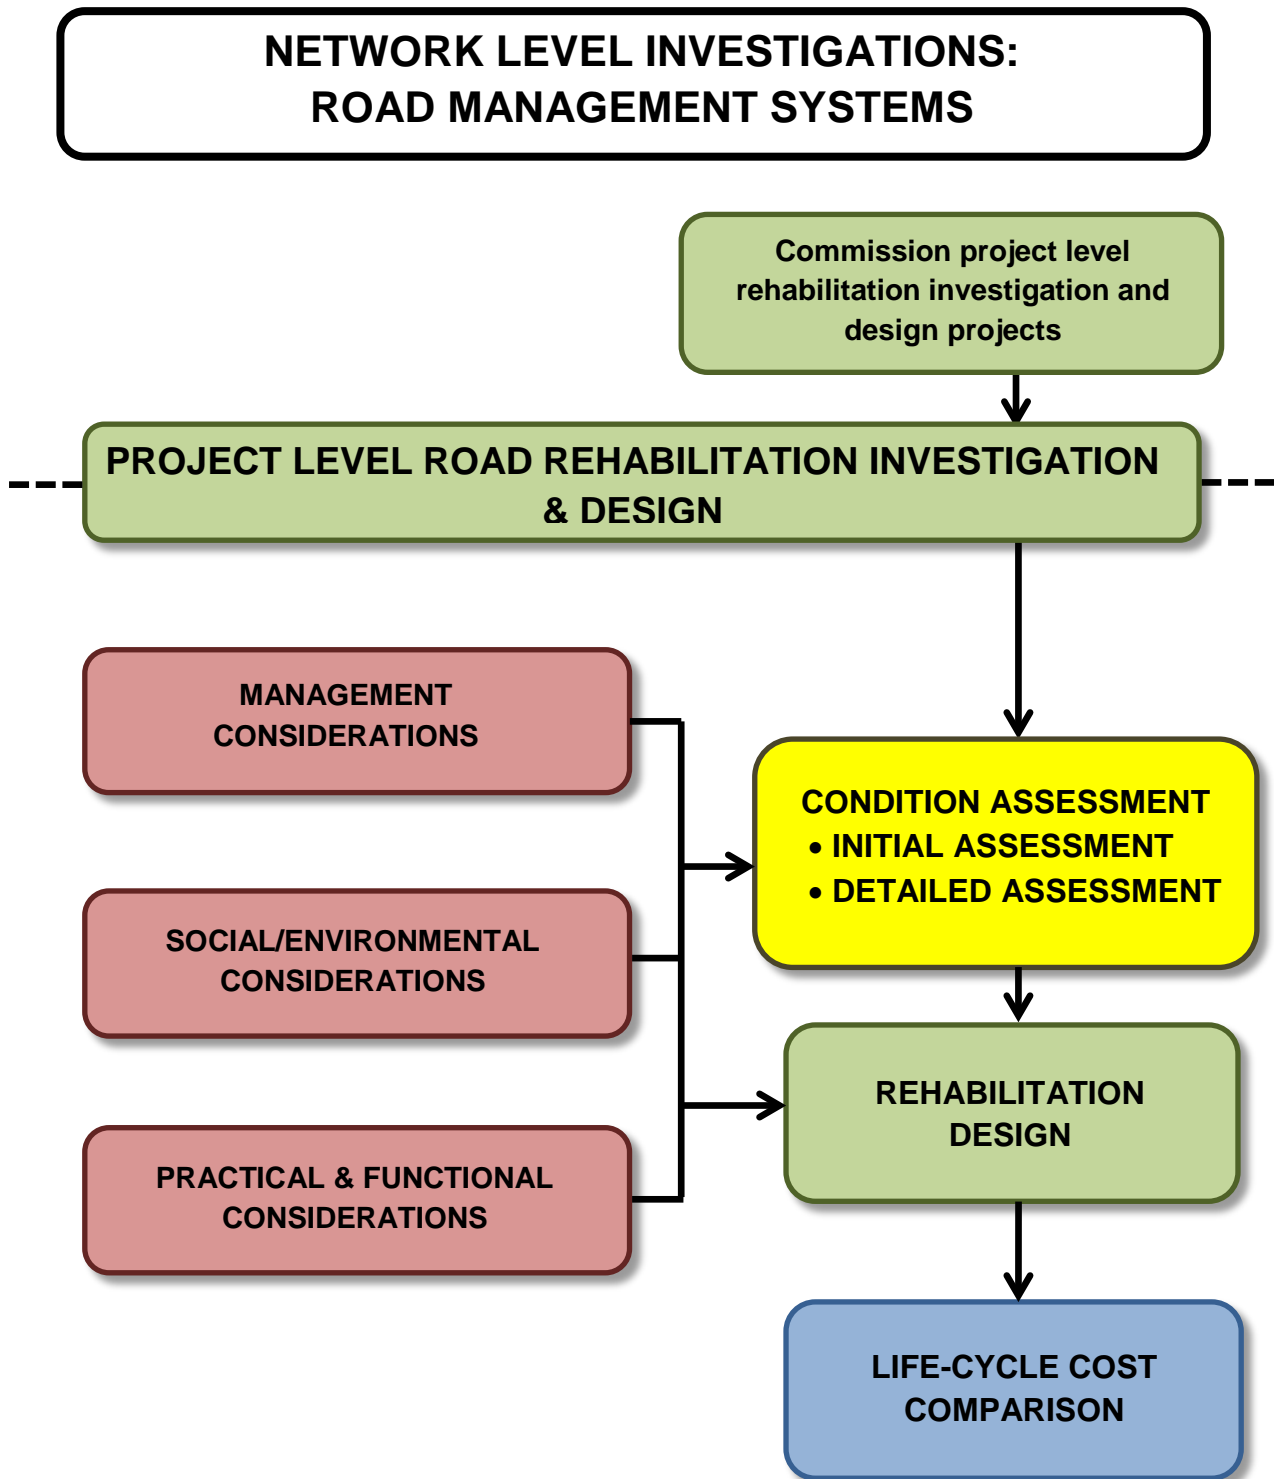 NETWORK LEVEL INVESTIGATIONS:
ROAD MANAGEMENT SYSTEMS
Commission project level
rehabilitation investigation and
design projects
PROJECT LEVEL ROAD REHABILITATION INVESTIGATION
& DESIGN
MANAGEMENT
CONSIDERATIONS
CONDITION ASSESSMENT
• INITIAL ASSESSMENT
• DETAILED ASSESSMENT
SOCIAL/ENVIRONMENTAL
CONSIDERATIONS
REHABILITATION
DESIGN
PRACTICAL & FUNCTIONAL
CONSIDERATIONS
LIFE-CYCLE COST
COMPARISON